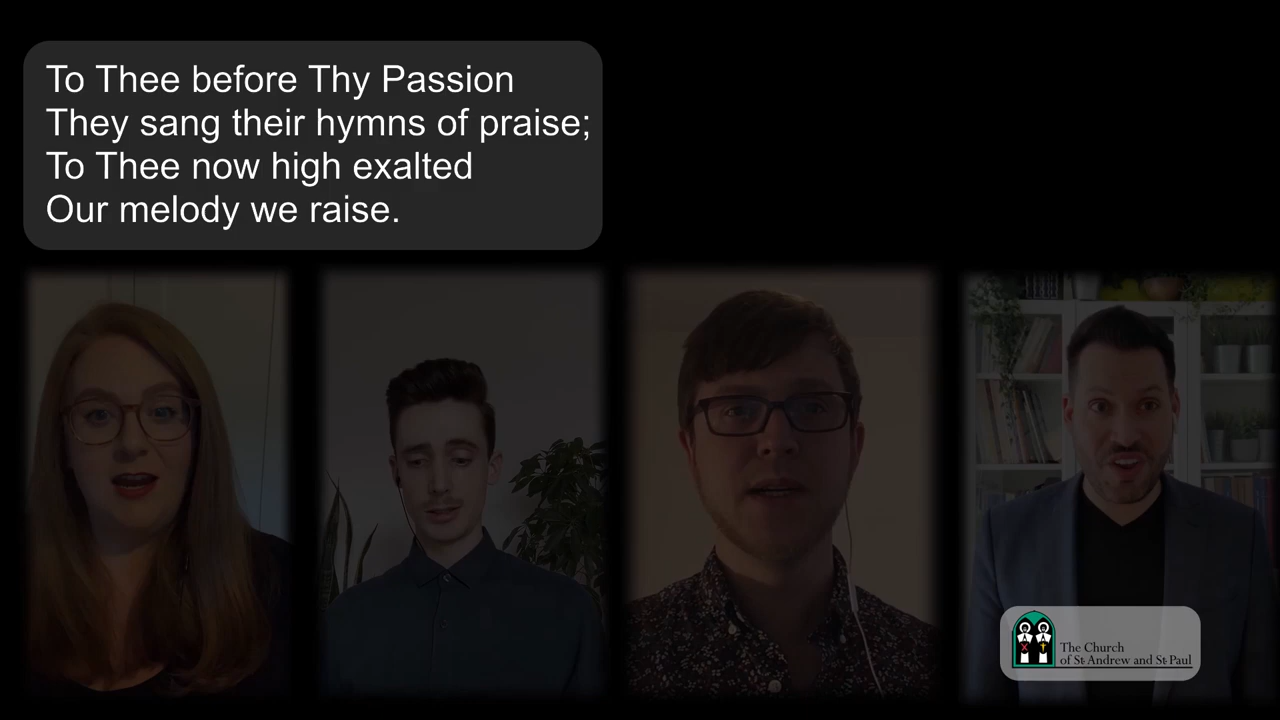 To Thee before Thy Passion
They sang their hymns of praise;
To Thee now high exalted
Our melody we raise.
The Church
of St Andrew and St Paul